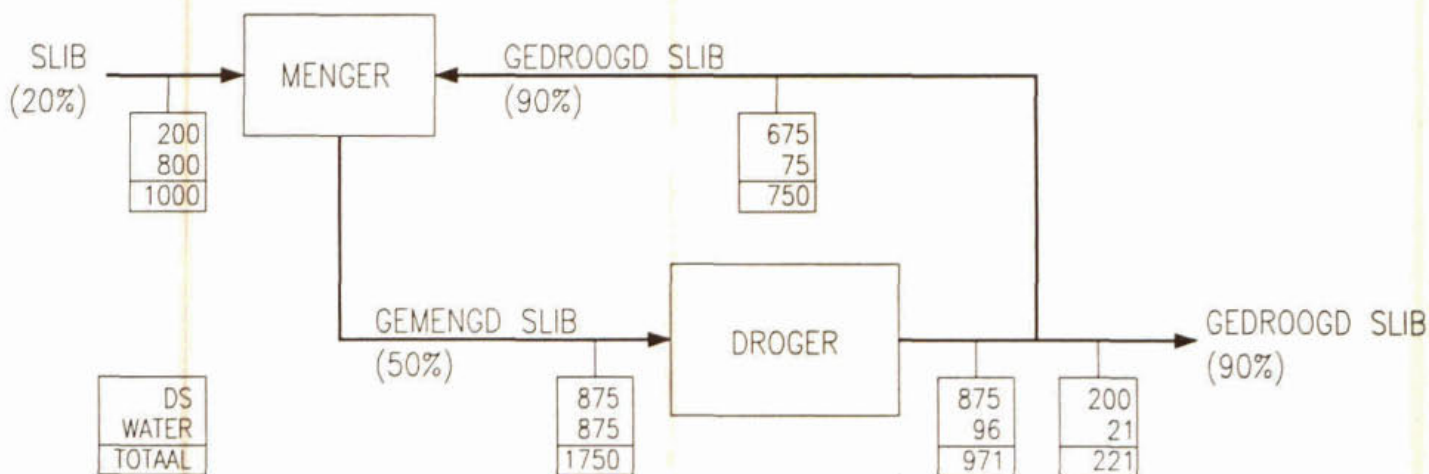 SLIB
(20%)
MENGER
GEDROOGD SLIB
(90%)
200
800
1000
675
75
750
GEMENGD SLIB
(50%)
DROGER
GEDROOGD SLIB
(90%)
DS
WATER
TOTAAL
875
875
1750
875
96
971
200
21
221